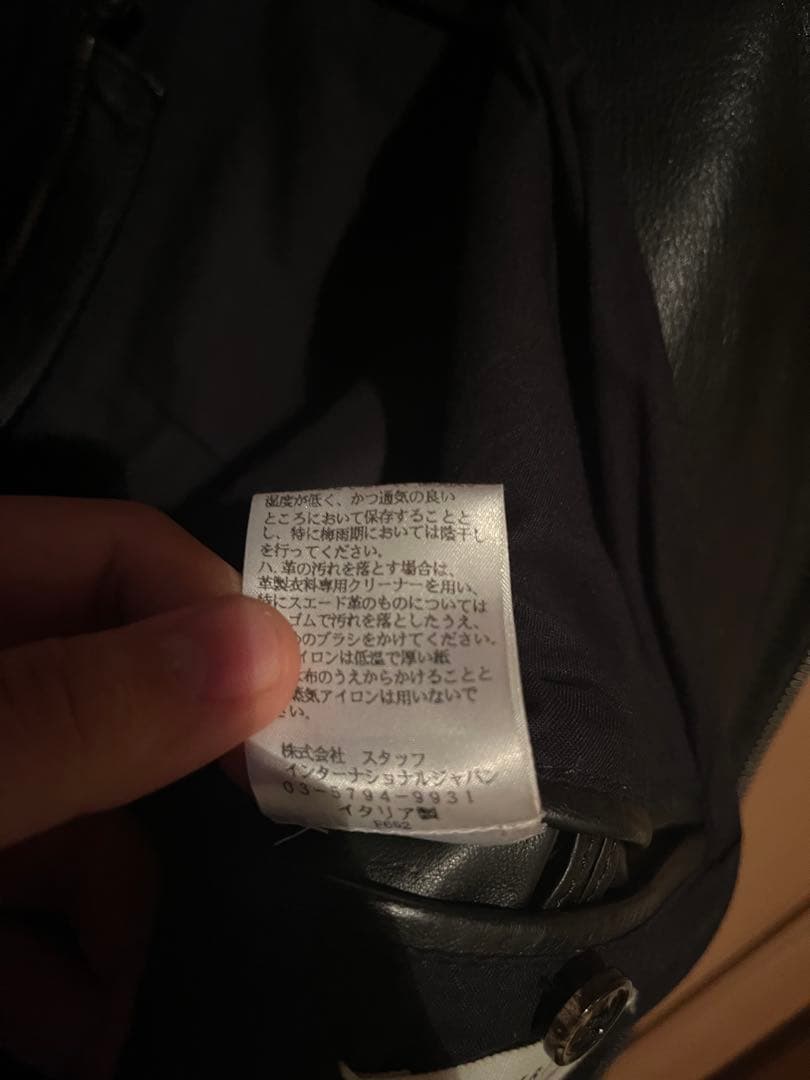 湿度が低く、かつ通気の良い
ところにおいて保存することと
し、特に梅雨期においては陰干し
を行ってください。
ハ.革の汚れを落とす場合は、
革製衣料専用クリーナーを用い、
特にスエード革のものについては
ゴムで汚れを落としたうえ、
のブラシをかけてください。
イロンは低温で厚い紙
布のうえからかけることと
蒸気アイロンは用いないで
さい。
株式会社 スタッフ
インターナショナルジャパン
03-5794-9931
イタリア製
F692